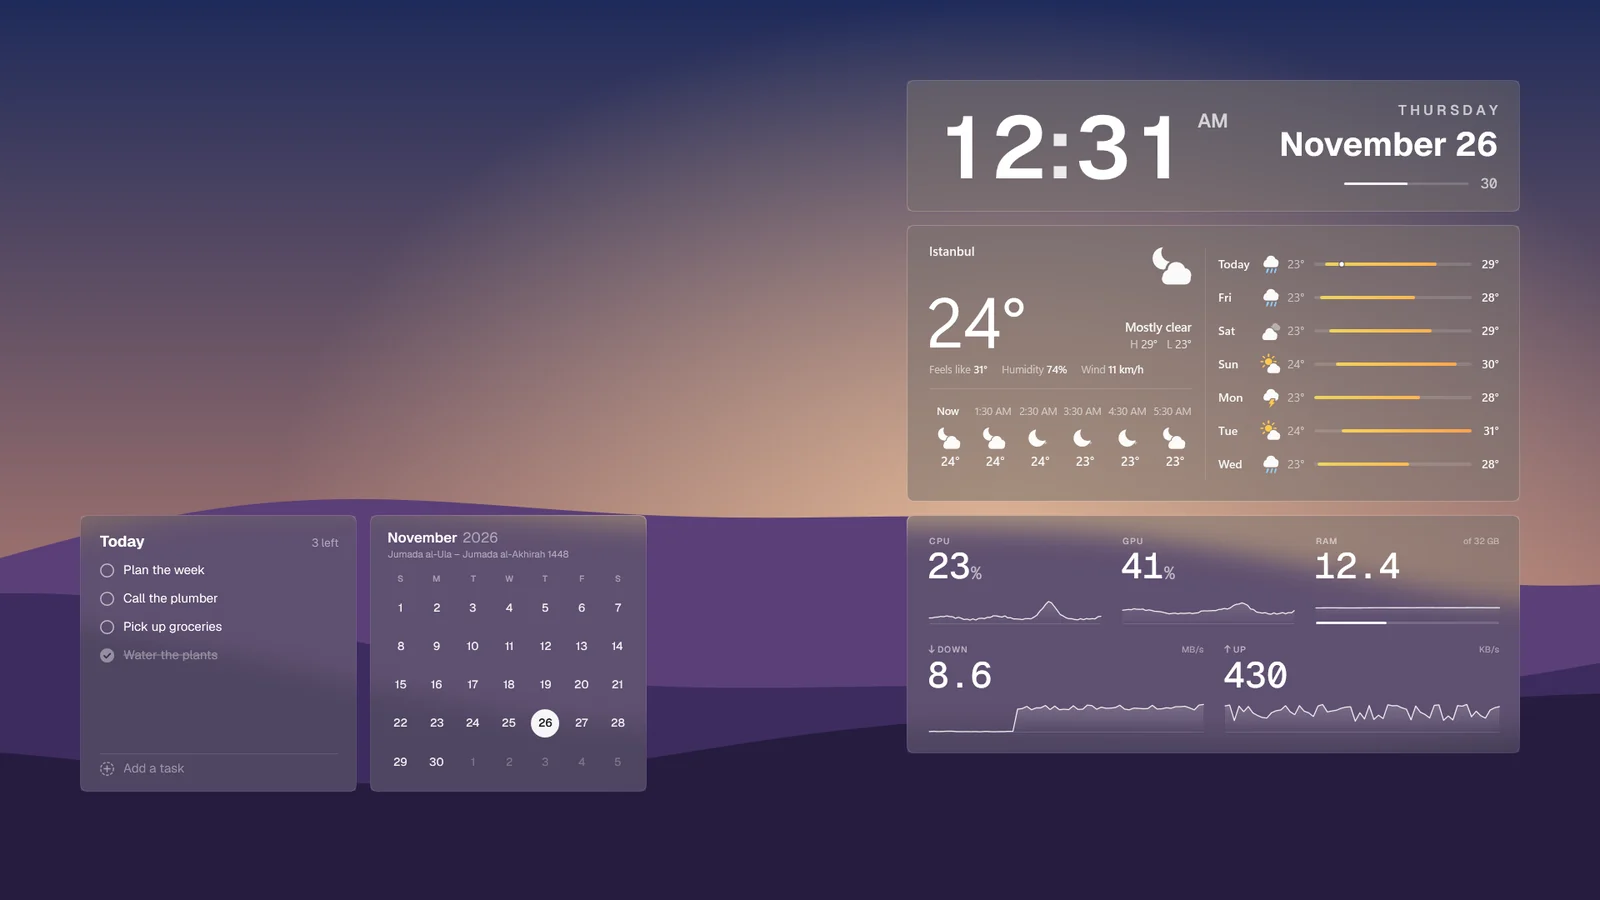 12:31 AM
THURSDAY
November 26
30
Istanbul
24°
Mostly clear
H 29° L 23°
Feels like 31° Humidity 74% Wind 11 km/h
Now 1:30 AM 2:30 AM 3:30 AM 4:30 AM 5:30 AM
24° 24° 24° 23° 23° 23°
Today 23° 29°
Fri 23° 28°
Sat 23° 29°
Sun 24° 30°
Mon 23° 28°
Tue 24° 31°
Wed 23° 28°
Today 3 left
Plan the week
Call the plumber
Pick up groceries
Water the plants
Add a task
November 2026
Jumada al-Ula – Jumada al-Akhirah 1448
S M T W T F S
1 2 3 4 5 6 7
8 9 10 11 12 13 14
15 16 17 18 19 20 21
22 23 24 25 26 27 28
29 30 1 2 3 4 5
CPU
23%
GPU
41%
RAM of 32 GB
12.4
↓ DOWN MB/s
8.6
↑ UP KB/s
430